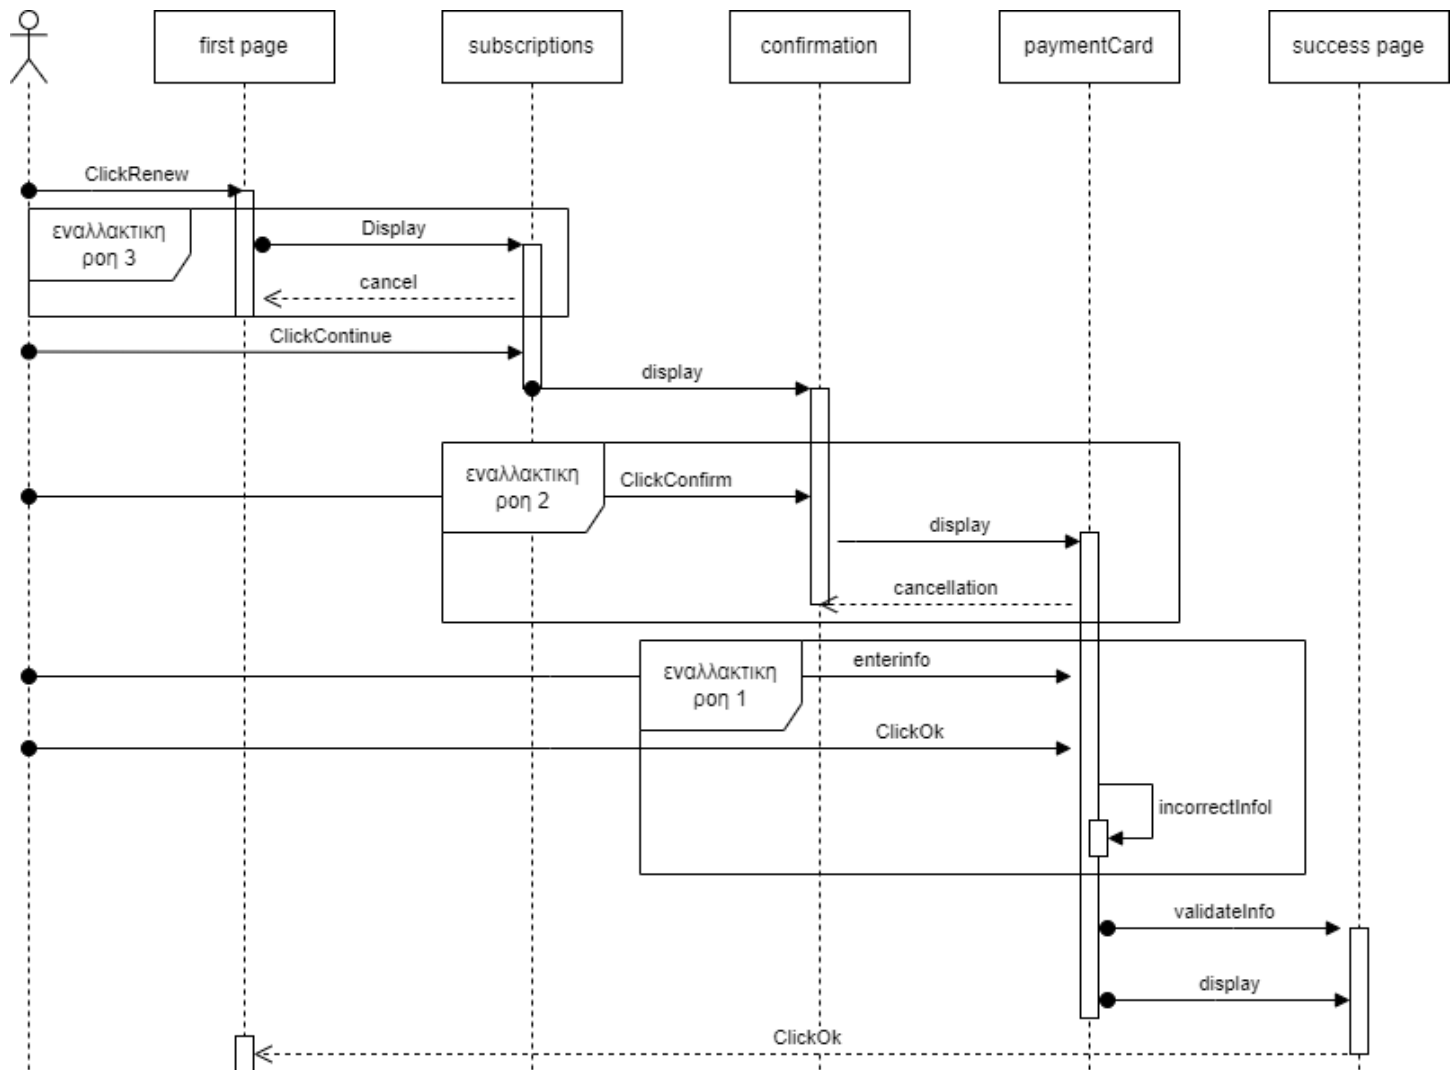 first page
subscriptions
confirmation
paymentCard
success page
ClickRenew
εναλλακτικη
ροη 3
Display
cancel
ClickContinue
display
εναλλακτικη
ροη 2
ClickConfirm
display
cancellation
εναλλακτικη
ροη 1
enterinfo
ClickOk
incorrectInfol
validateInfo
display
ClickOk